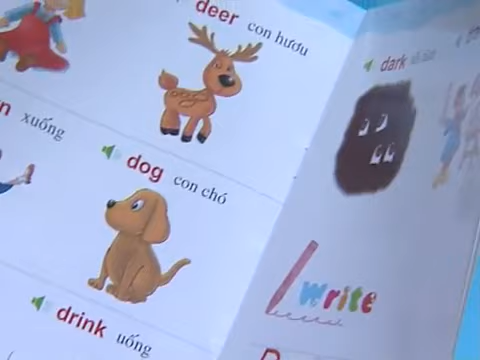 deer con hươu
dark
xuống
dog con chó
write
drink uống